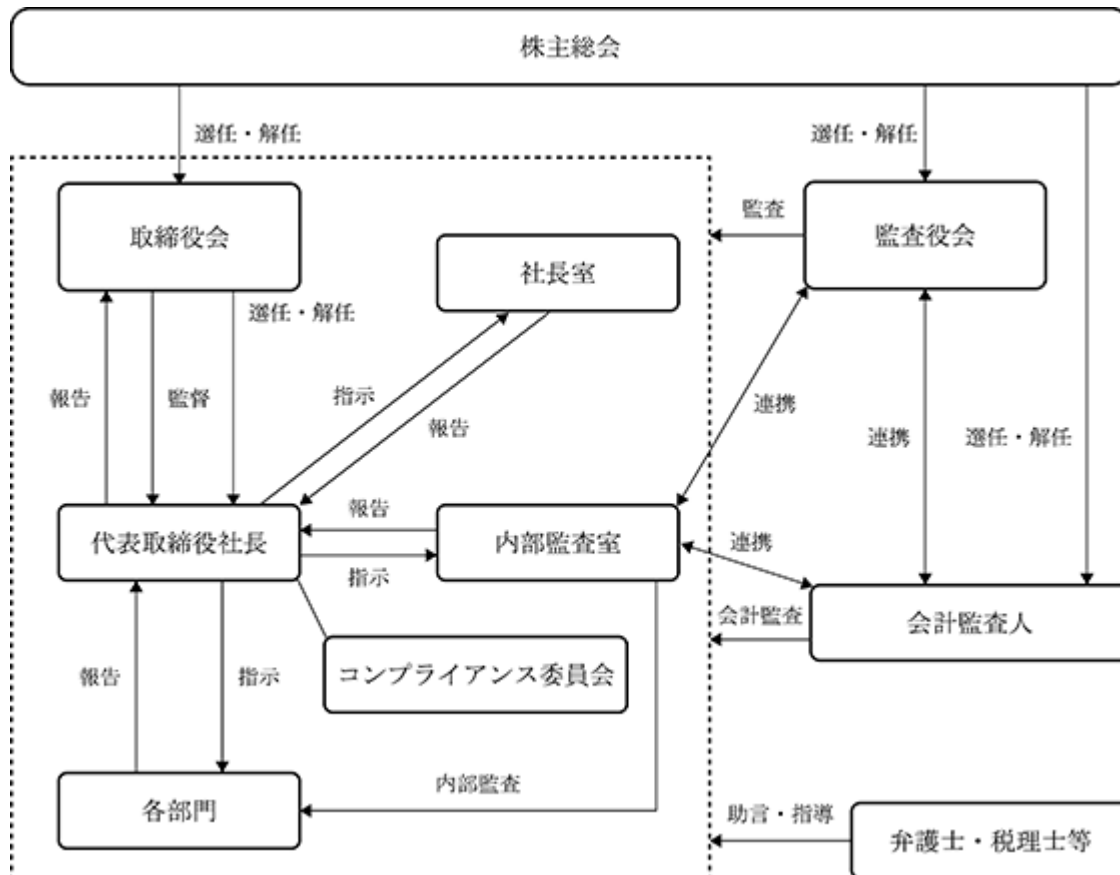 株主総会
選任・解任
選任・解任
取締役会
監査
監査役会
社長室
選任・解任
報告
監督
指示
報告
連携
連携
選任・解任
代表取締役社長
報告
指示
内部監査室
連携
会計監査
会計監査人
コンプライアンス委員会
報告
指示
各部門
内部監査
助言・指導
弁護士・税理士等